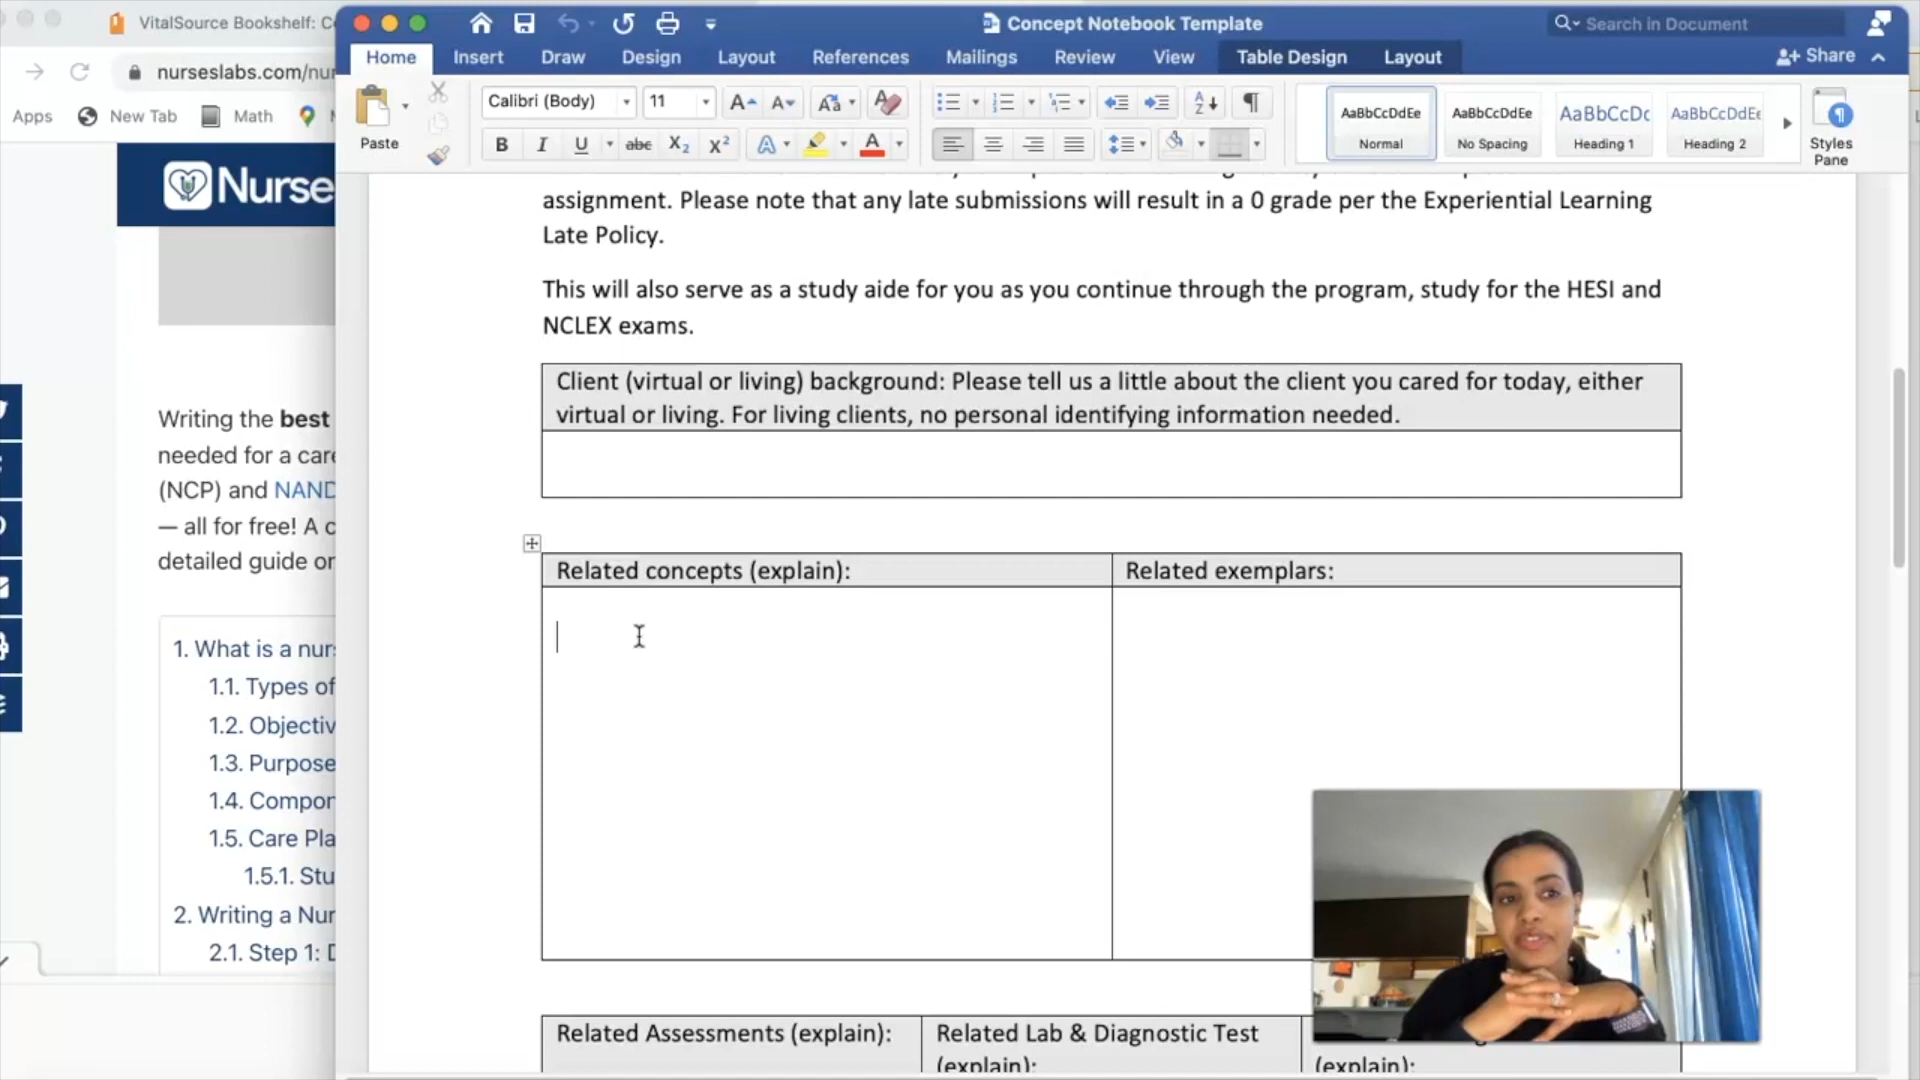 VitalSource Bookshelf: C
nurseslabs.com/nur
Apps
New Tab
Math
Nurse
Writing the best
needed for a care
(NCP) and NAND
— all for free! A c
detailed guide on
1. What is a nurs
1.1. Types of
1.2. Objectiv
1.3. Purpose
1.4. Compon
1.5. Care Pla
1.5.1. Stu
2. Writing a Nur
2.1. Step 1: D
Concept Notebook Template
Search in Document
Home
Insert
Draw
Design
Layout
References
Mailings
Review
View
Table Design
Layout
Share
Paste
Calibri (Body)
11
AaBbCcDdEe
Normal
AaBbCcDdEe
No Spacing
AaBbCcDc
Heading 1
AaBbCcDdEe
Heading 2
Styles
Pane
assignment. Please note that any late submissions will result in a 0 grade per the Experiential Learning
Late Policy.
This will also serve as a study aide for you as you continue through the program, study for the HESI and
NCLEX exams.
Client (virtual or living) background: Please tell us a little about the client you cared for today, either
virtual or living. For living clients, no personal identifying information needed.
Related concepts (explain):
Related exemplars:
Related Assessments (explain):
Related Lab & Diagnostic Test
(explain):
(explain):